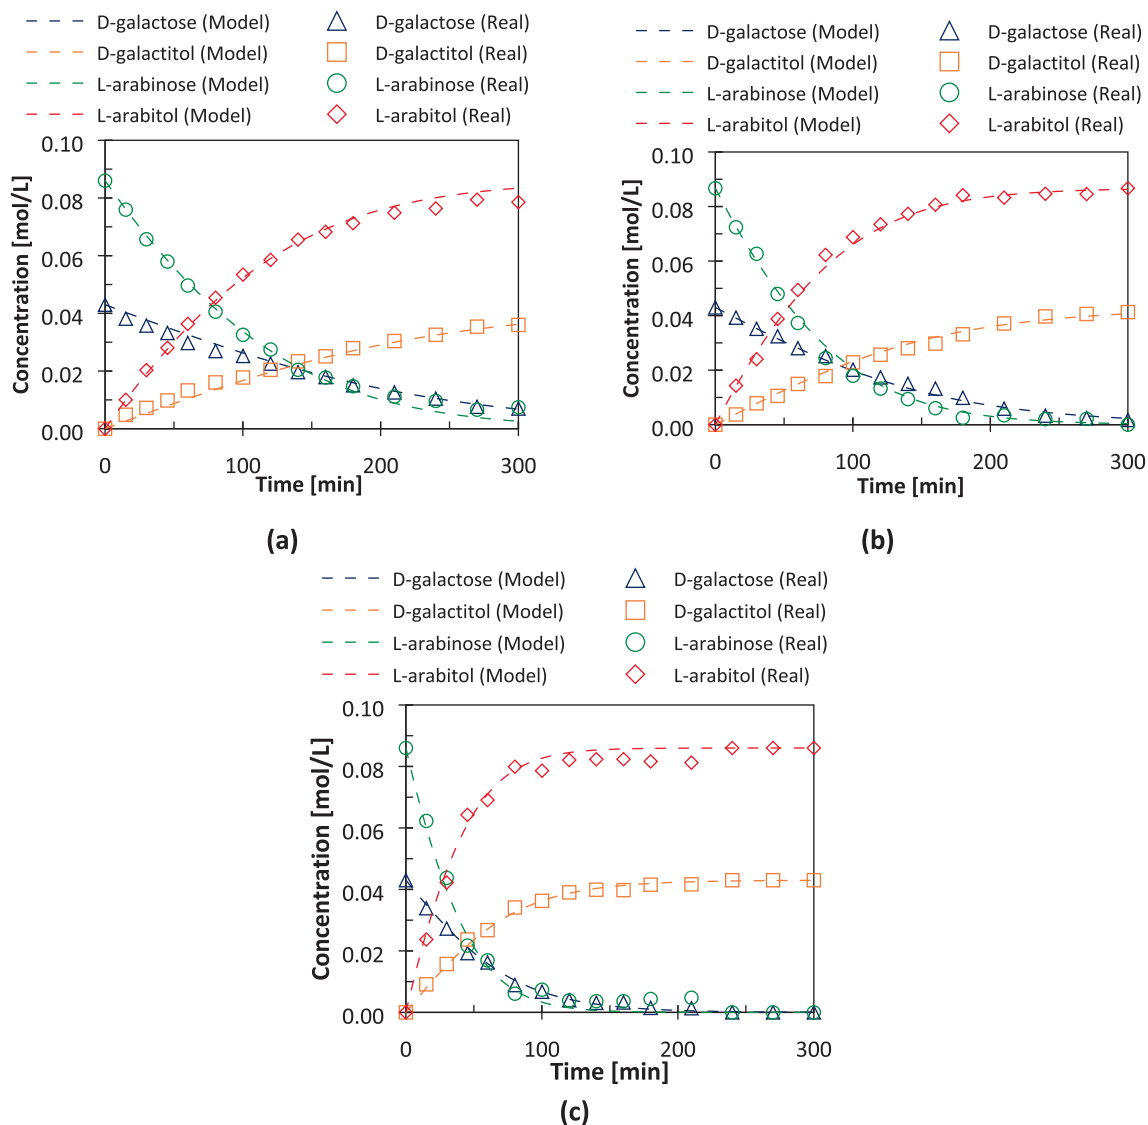 D-galactose (Model) D-galactose (Real)
D-galactitol (Model) D-galactitol (Real)
L-arabinose (Model) L-arabinose (Real)
L-arabitol (Model) L-arabitol (Real)
Concentration [mol/L]
0.10
0.08
0.06
0.04
0.02
0.00
0 100 200 300
Time [min]
(a)
D-galactose (Model) D-galactose (Real)
D-galactitol (Model) D-galactitol (Real)
L-arabinose (Model) L-arabinose (Real)
L-arabitol (Model) L-arabitol (Real)
Concentration [mol/L]
0.10
0.08
0.06
0.04
0.02
0.00
0 100 200 300
Time [min]
(b)
D-galactose (Model) D-galactose (Real)
D-galactitol (Model) D-galactitol (Real)
L-arabinose (Model) L-arabinose (Real)
L-arabitol (Model) L-arabitol (Real)
Concentration [mol/L]
0.10
0.08
0.06
0.04
0.02
0.00
0 100 200 300
Time [min]
(c)